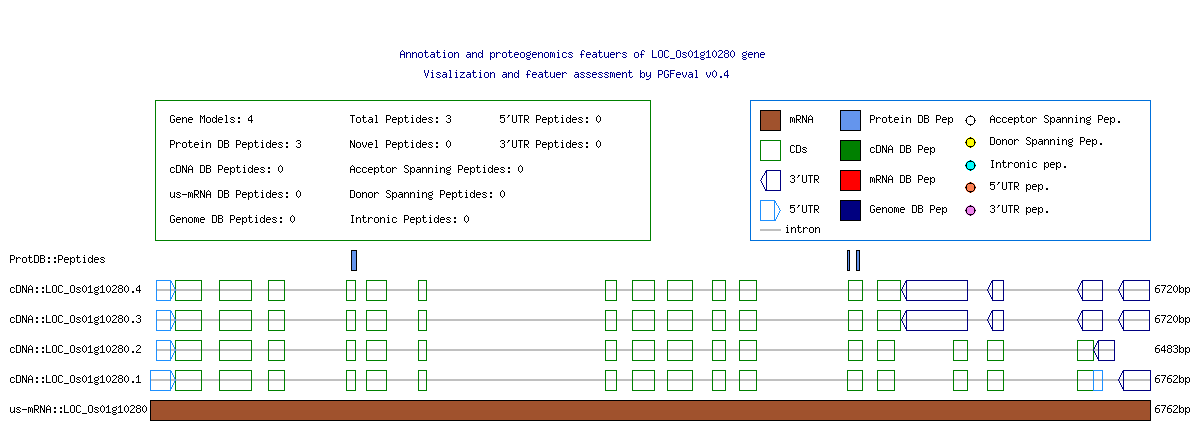 Annotation and proteogenomics featuers of LOC_Os01g10280 gene
Visalization and featuer assessment by PGFeval v0.4
Gene Models: 4 Total Peptides: 3 5'UTR Peptides: 0
Protein DB Peptides: 3 Novel Peptides: 0 3'UTR Peptides: 0
cDNA DB Peptides: 0 Acceptor Spanning Peptides: 0
us-mRNA DB Peptides: 0 Donor Spanning Peptides: 0
Genome DB Peptides: 0 Intronic Peptides: 0
mRNA Protein DB Pep Acceptor Spanning Pep.
CDs cDNA DB Pep Donor Spanning Pep.
3'UTR mRNA DB Pep Intronic pep.
5'UTR Genome DB Pep 5'UTR pep.
intron 3'UTR pep.
ProtDB::Peptides
cDNA::LOC_Os01g10280.4 6720bp
cDNA::LOC_Os01g10280.3 6720bp
cDNA::LOC_Os01g10280.2 6483bp
cDNA::LOC_Os01g10280.1 6762bp
us-mRNA::LOC_Os01g10280 6762bp